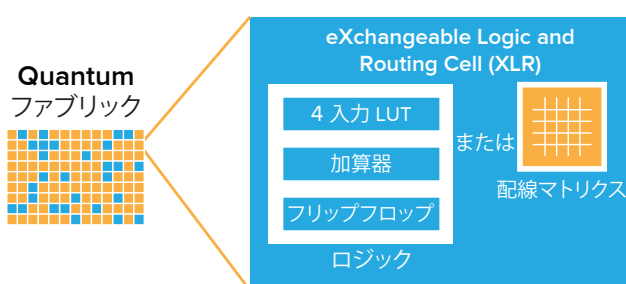 Quantum
ファブリック
eXchangeable Logic and
Routing Cell (XLR)
4 入力 LUT
加算器
フリップフロップ
ロジック
または
配線マトリクス